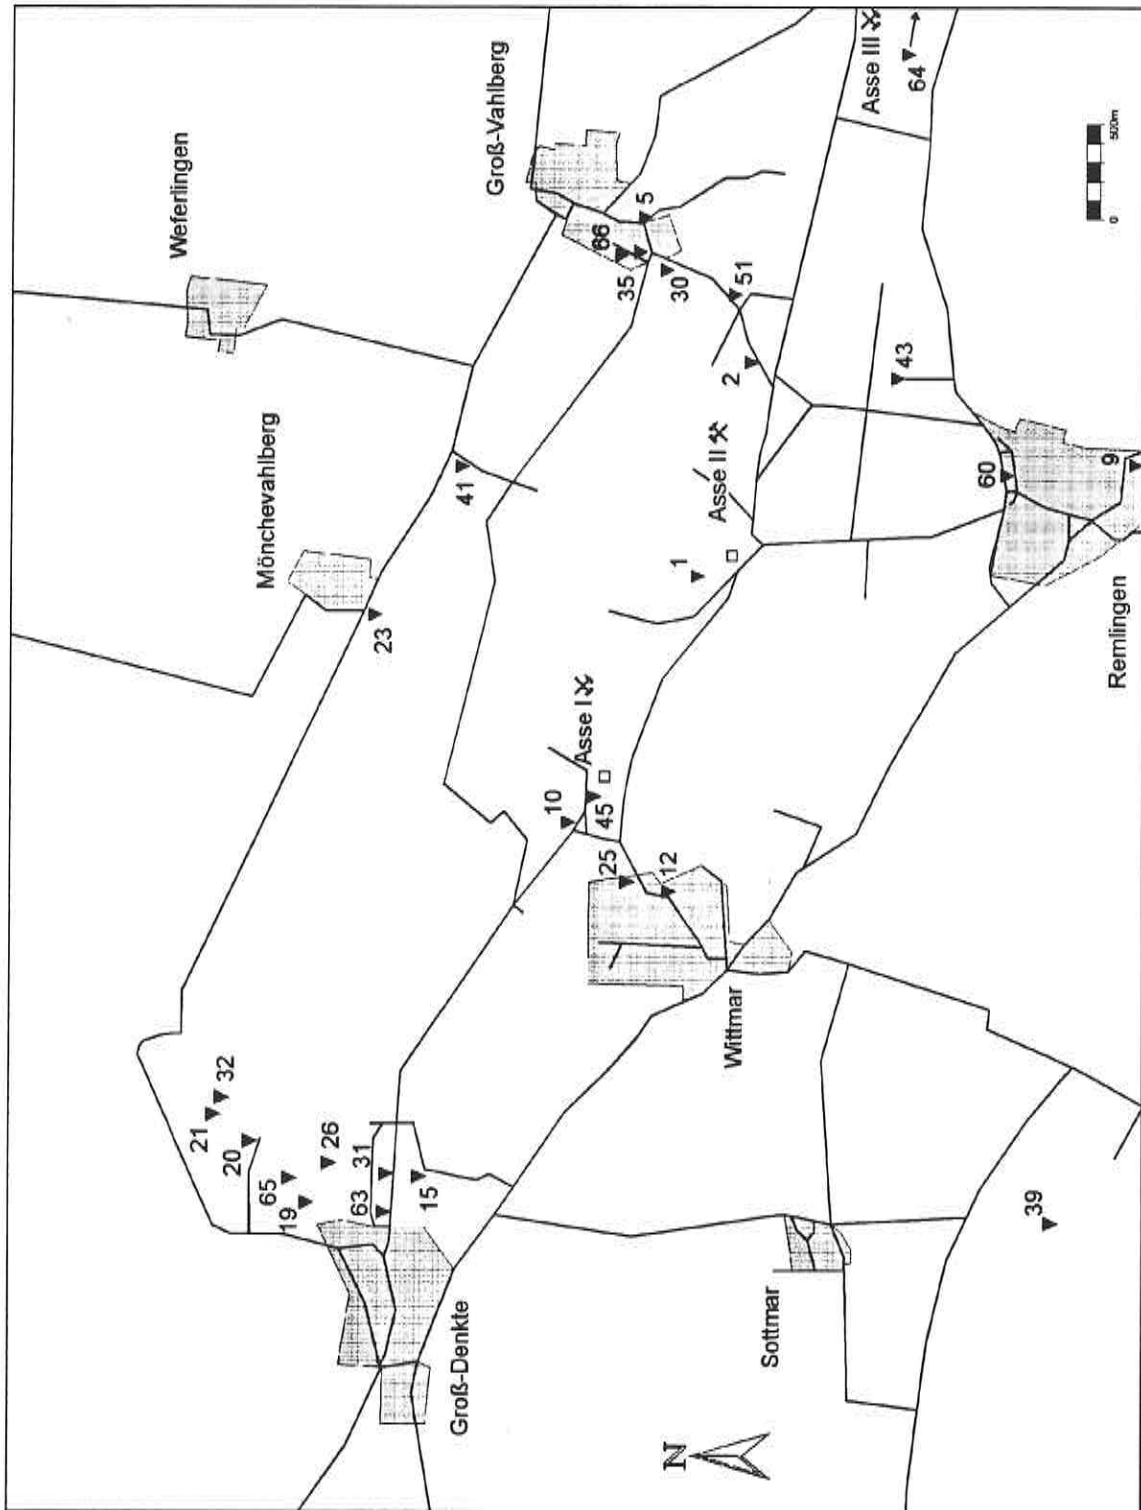 Weferlingen
Groß-Vahlberg
Mönchevahlberg
Asse III
64
5
66
35
30
51
2
41
43
23
Asse II
1
60
9
Remlingen
Asse I
10
45
25
12
Wittmar
32
21
20
26
65
19
31
63
15
Groß-Denkte
Sottmar
39
N
0
500m